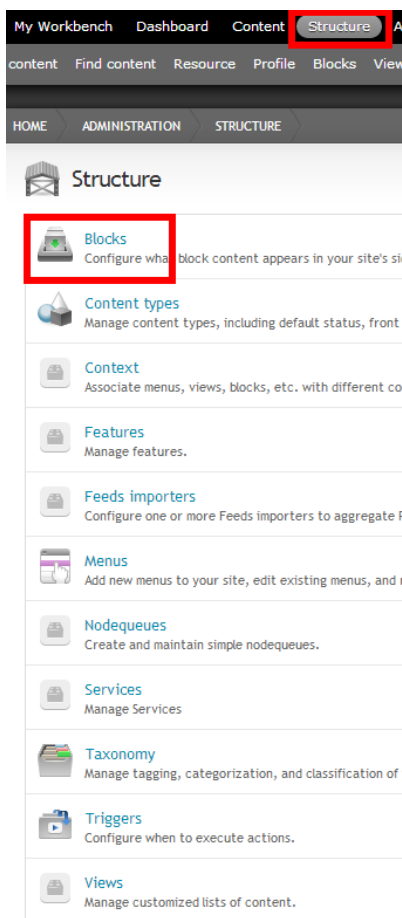 My Workbench Dashboard Content Structure A
content Find content Resource Profile Blocks View
HOME ADMINISTRATION STRUCTURE
Structure
Blocks
Configure wha block content appears in your site's si
Content types
Manage content types, including default status, front
Context
Associate menus, views, blocks, etc. with different co
Features
Manage features.
Feeds importers
Configure one or more Feeds importers to aggregate
Menus
Add new menus to your site, edit existing menus, and
Nodequeues
Create and maintain simple nodequeues.
Services
Manage Services
Taxonomy
Manage tagging, categorization, and classification of
Triggers
Configure when to execute actions.
Views
Manage customized lists of content.